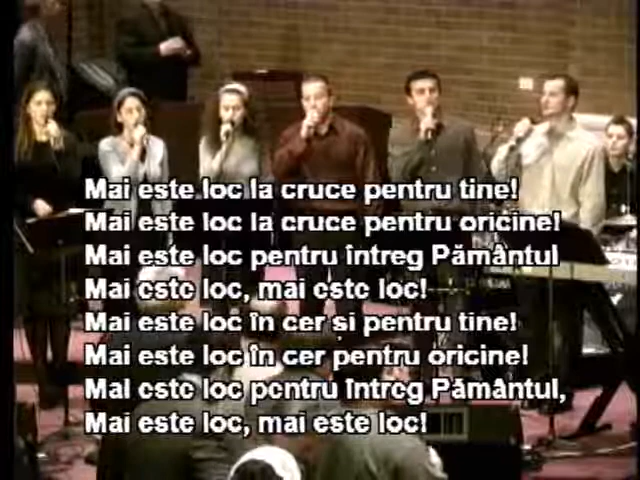 Mai este loc la cruce pentru tine!
Mai este loc la cruce pentru oricine!
Mai este loc pentru întreg Pământul
Mai este loc, mai este loc!
Mai este loc în cer și pentru tine!
Mai este loc în cer pentru oricine!
Mai este loc pentru întreg Pământul,
Mai este loc, mai este loc!